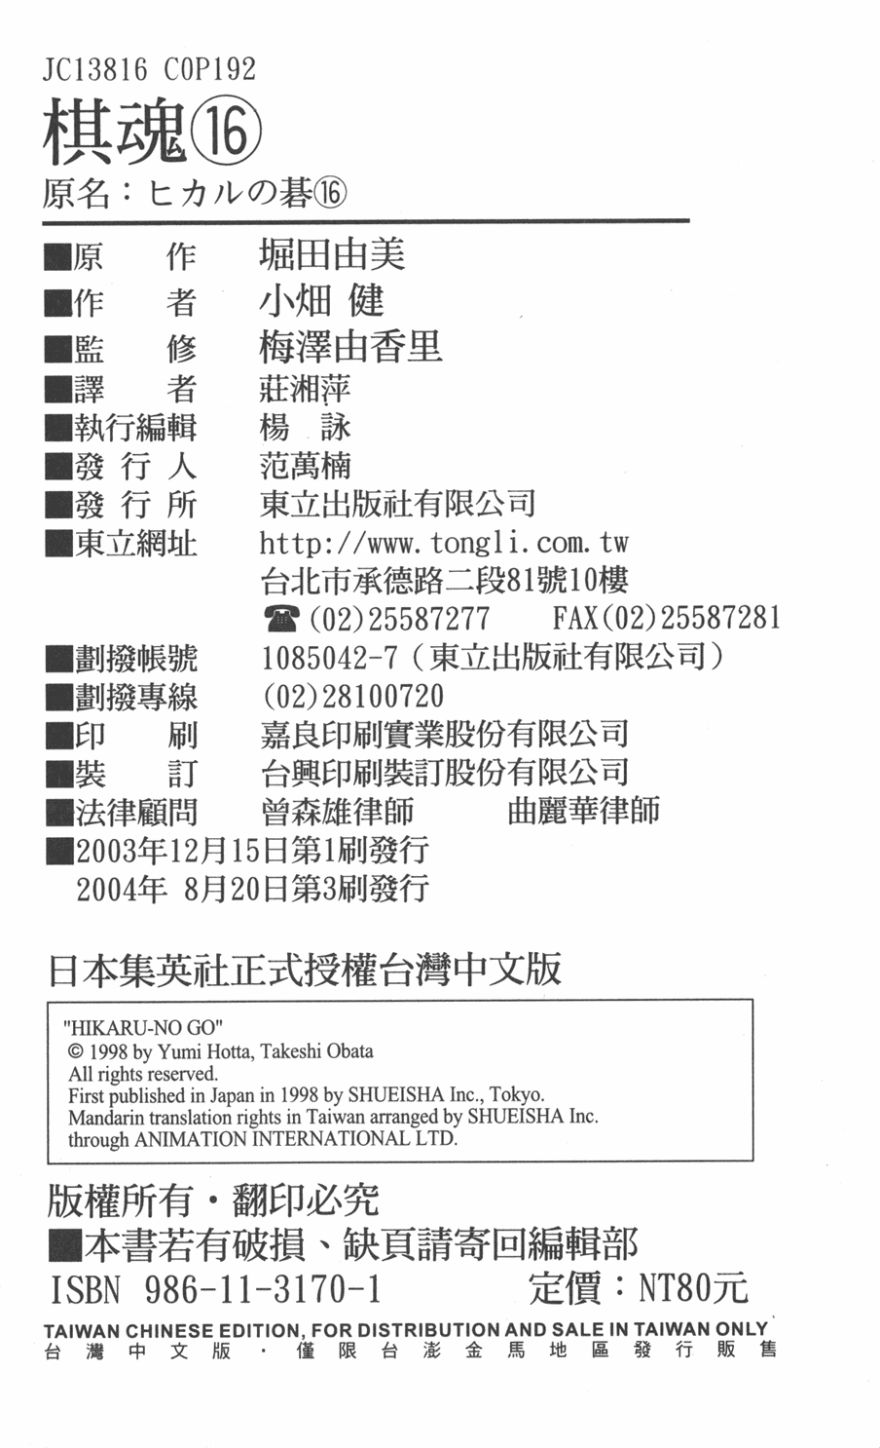 JC13816 C0P192
棋魂⑯
原名：ヒカルの碁⑯
■原 作 堀田由美
■作 者 小畑 健
■監 修 梅澤由香里
■譯 者 莊湘萍
■執行編輯 楊 詠
■發行人 范萬楠
■發行所 東立出版社有限公司
■東立網址 http://www.tongli.com.tw
台北市承德路二段81號10樓
☎(02)25587277 FAX(02)25587281
■劃撥帳號 1085042-7（東立出版社有限公司）
■劃撥專線 (02)28100720
■印 刷 嘉良印刷實業股份有限公司
■裝 訂 台興印刷裝訂股份有限公司
■法律顧問 曾森雄律師 曲麗華律師
■2003年12月15日第1刷發行
2004年 8月20日第3刷發行
日本集英社正式授權台灣中文版
"HIKARU-NO GO"
© 1998 by Yumi Hotta, Takeshi Obata
All rights reserved.
First published in Japan in 1998 by SHUEISHA Inc., Tokyo.
Mandarin translation rights in Taiwan arranged by SHUEISHA Inc.
through ANIMATION INTERNATIONAL LTD.
版權所有・翻印必究
■本書若有破損、缺頁請寄回編輯部
ISBN 986-11-3170-1 定價：NT80元
TAIWAN CHINESE EDITION, FOR DISTRIBUTION AND SALE IN TAIWAN ONLY
台灣中文版・僅限台澎金馬地區發行販售